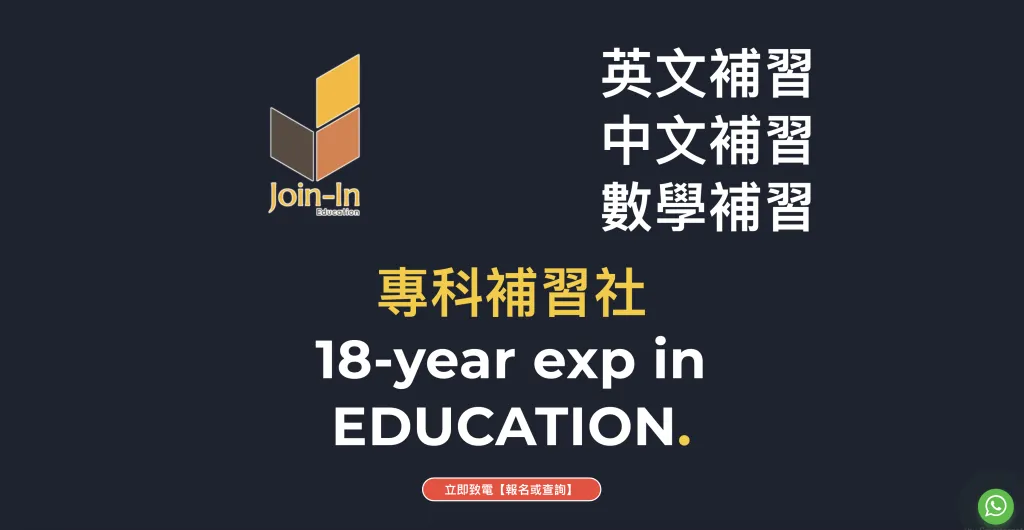 Join-In
Education
英文補習
中文補習
數學補習
專科補習社
18-year exp in
EDUCATION.
立即致電【報名或查詢】